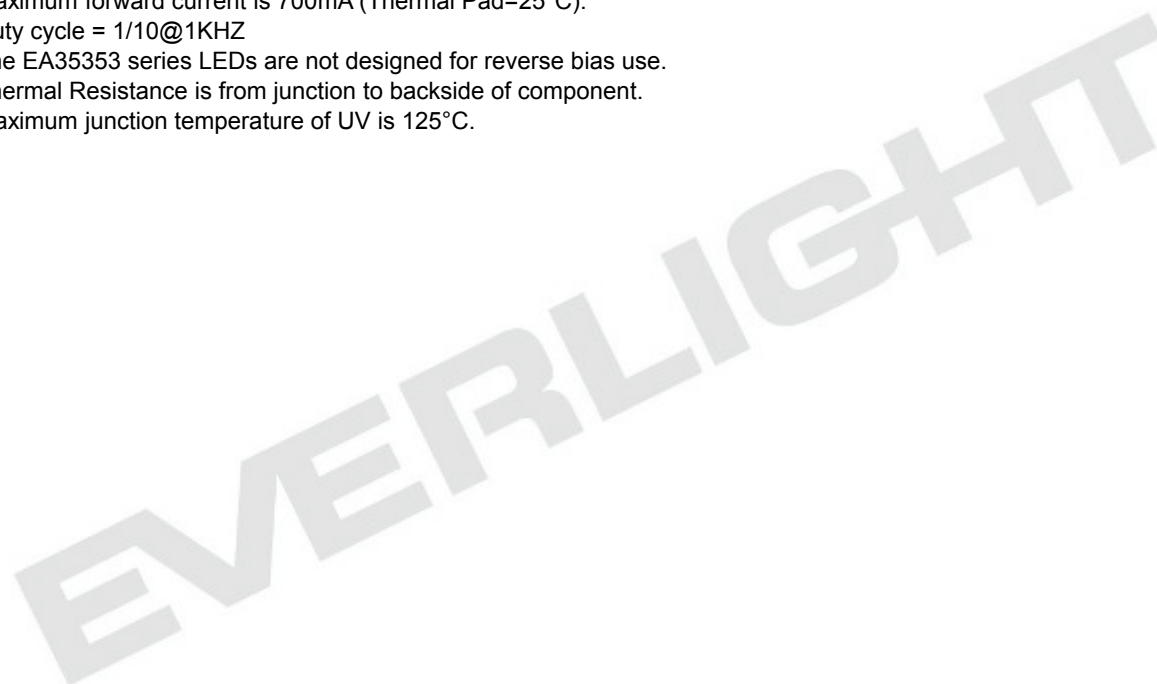 aximum forward current is 700mA (Thermal Pad=25°C).
uty cycle = 1/10@1KHZ
he EA35353 series LEDs are not designed for reverse bias use.
hermal Resistance is from junction to backside of component.
aximum junction temperature of UV is 125°C.
EVERLIGHT